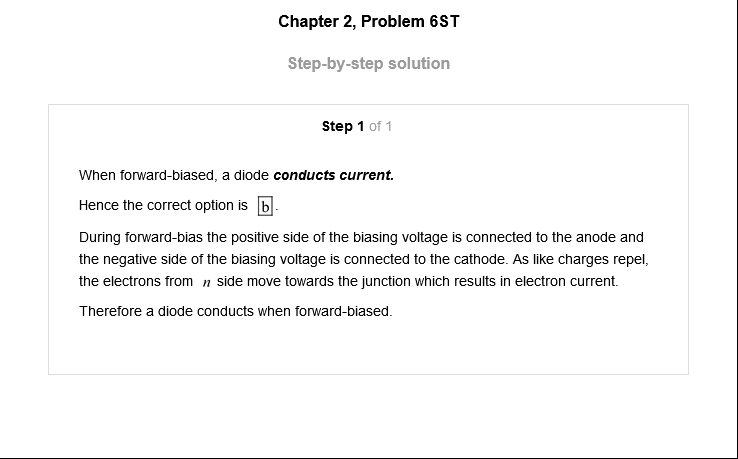 Chapter 2, Problem 6ST
Step-by-step solution
Step 1 of 1
When forward-biased, a diode conducts current.
Hence the correct option is b.
During forward-bias the positive side of the biasing voltage is connected to the anode and
the negative side of the biasing voltage is connected to the cathode. As like charges repel,
the electrons from n side move towards the junction which results in electron current.
Therefore a diode conducts when forward-biased.